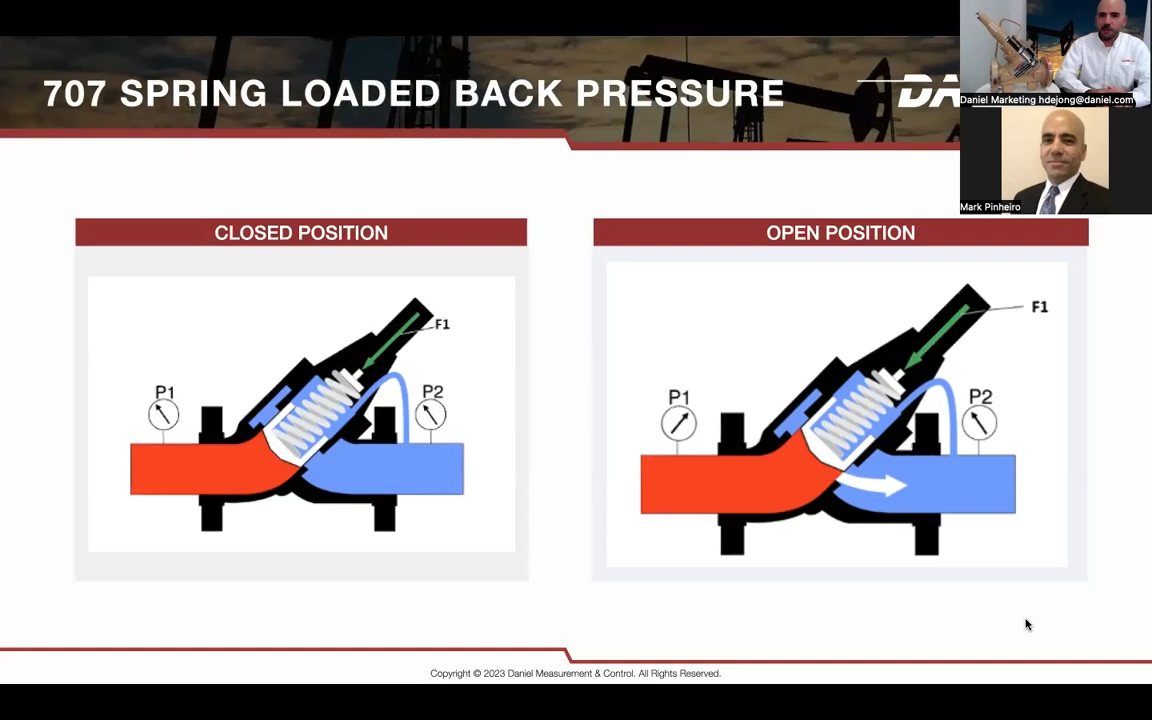 707 SPRING LOADED BACK PRESSURE
DA
Daniel Marketing hdejong@daniel.com
Mark Pinheiro
CLOSED POSITION
OPEN POSITION
F1
P1
P2
F1
P1
P2
Copyright © 2023 Daniel Measurement & Control. All Rights Reserved.